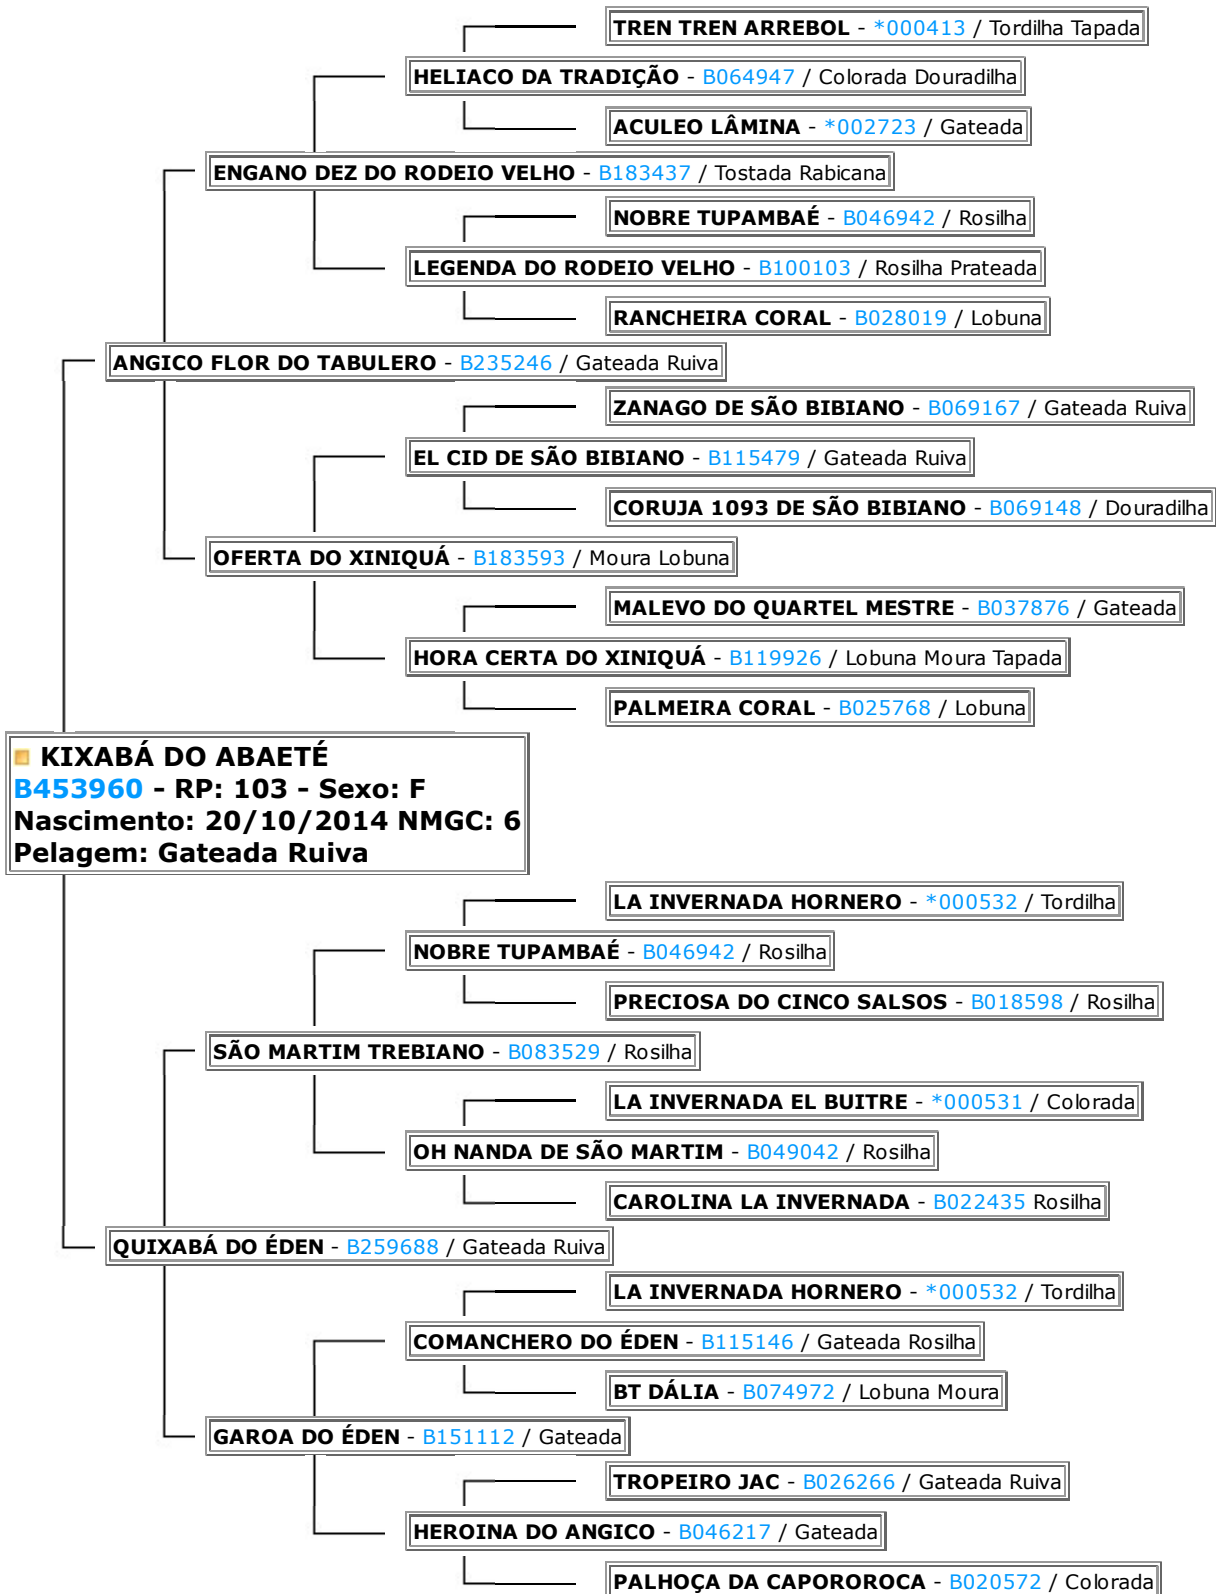 TREN TREN ARREBOL - *000413 / Tordilha Tapada
HELIACO DA TRADIÇÃO - B064947 / Colorada Douradilha
ACULEO LÂMINA - *002723 / Gateada
ENGANO DEZ DO RODEIO VELHO - B183437 / Tostada Rabicana
NOBRE TUPAMBAÉ - B046942 / Rosilha
LEGENDA DO RODEIO VELHO - B100103 / Rosilha Prateada
RANCHEIRA CORAL - B028019 / Lobuna
ANGICO FLOR DO TABULERO - B235246 / Gateada Ruiva
ZANAGO DE SÃO BIBIANO - B069167 / Gateada Ruiva
EL CID DE SÃO BIBIANO - B115479 / Gateada Ruiva
CORUJA 1093 DE SÃO BIBIANO - B069148 / Douradilha
OFERTA DO XINIQUÁ - B183593 / Moura Lobuna
MALEVO DO QUARTEL MESTRE - B037876 / Gateada
HORA CERTA DO XINIQUÁ - B119926 / Lobuna Moura Tapada
PALMEIRA CORAL - B025768 / Lobuna
KIXABÁ DO ABAETÉ
B453960 - RP: 103 - Sexo: F
Nascimento: 20/10/2014 NMGC: 6
Pelagem: Gateada Ruiva
LA INVERNADA HORNERO - *000532 / Tordilha
NOBRE TUPAMBAÉ - B046942 / Rosilha
PRECIOSA DO CINCO SALSOS - B018598 / Rosilha
SÃO MARTIM TREBIANO - B083529 / Rosilha
LA INVERNADA EL BUITRE - *000531 / Colorada
OH NANDA DE SÃO MARTIM - B049042 / Rosilha
CAROLINA LA INVERNADA - B022435 Rosilha
QUIXABÁ DO ÉDEN - B259688 / Gateada Ruiva
LA INVERNADA HORNERO - *000532 / Tordilha
COMANCHERO DO ÉDEN - B115146 / Gateada Rosilha
BT DÁLIA - B074972 / Lobuna Moura
GAROA DO ÉDEN - B151112 / Gateada
TROPEIRO JAC - B026266 / Gateada Ruiva
HEROINA DO ANGICO - B046217 / Gateada
PALHOÇA DA CAPOROROCA - B020572 / Colorada